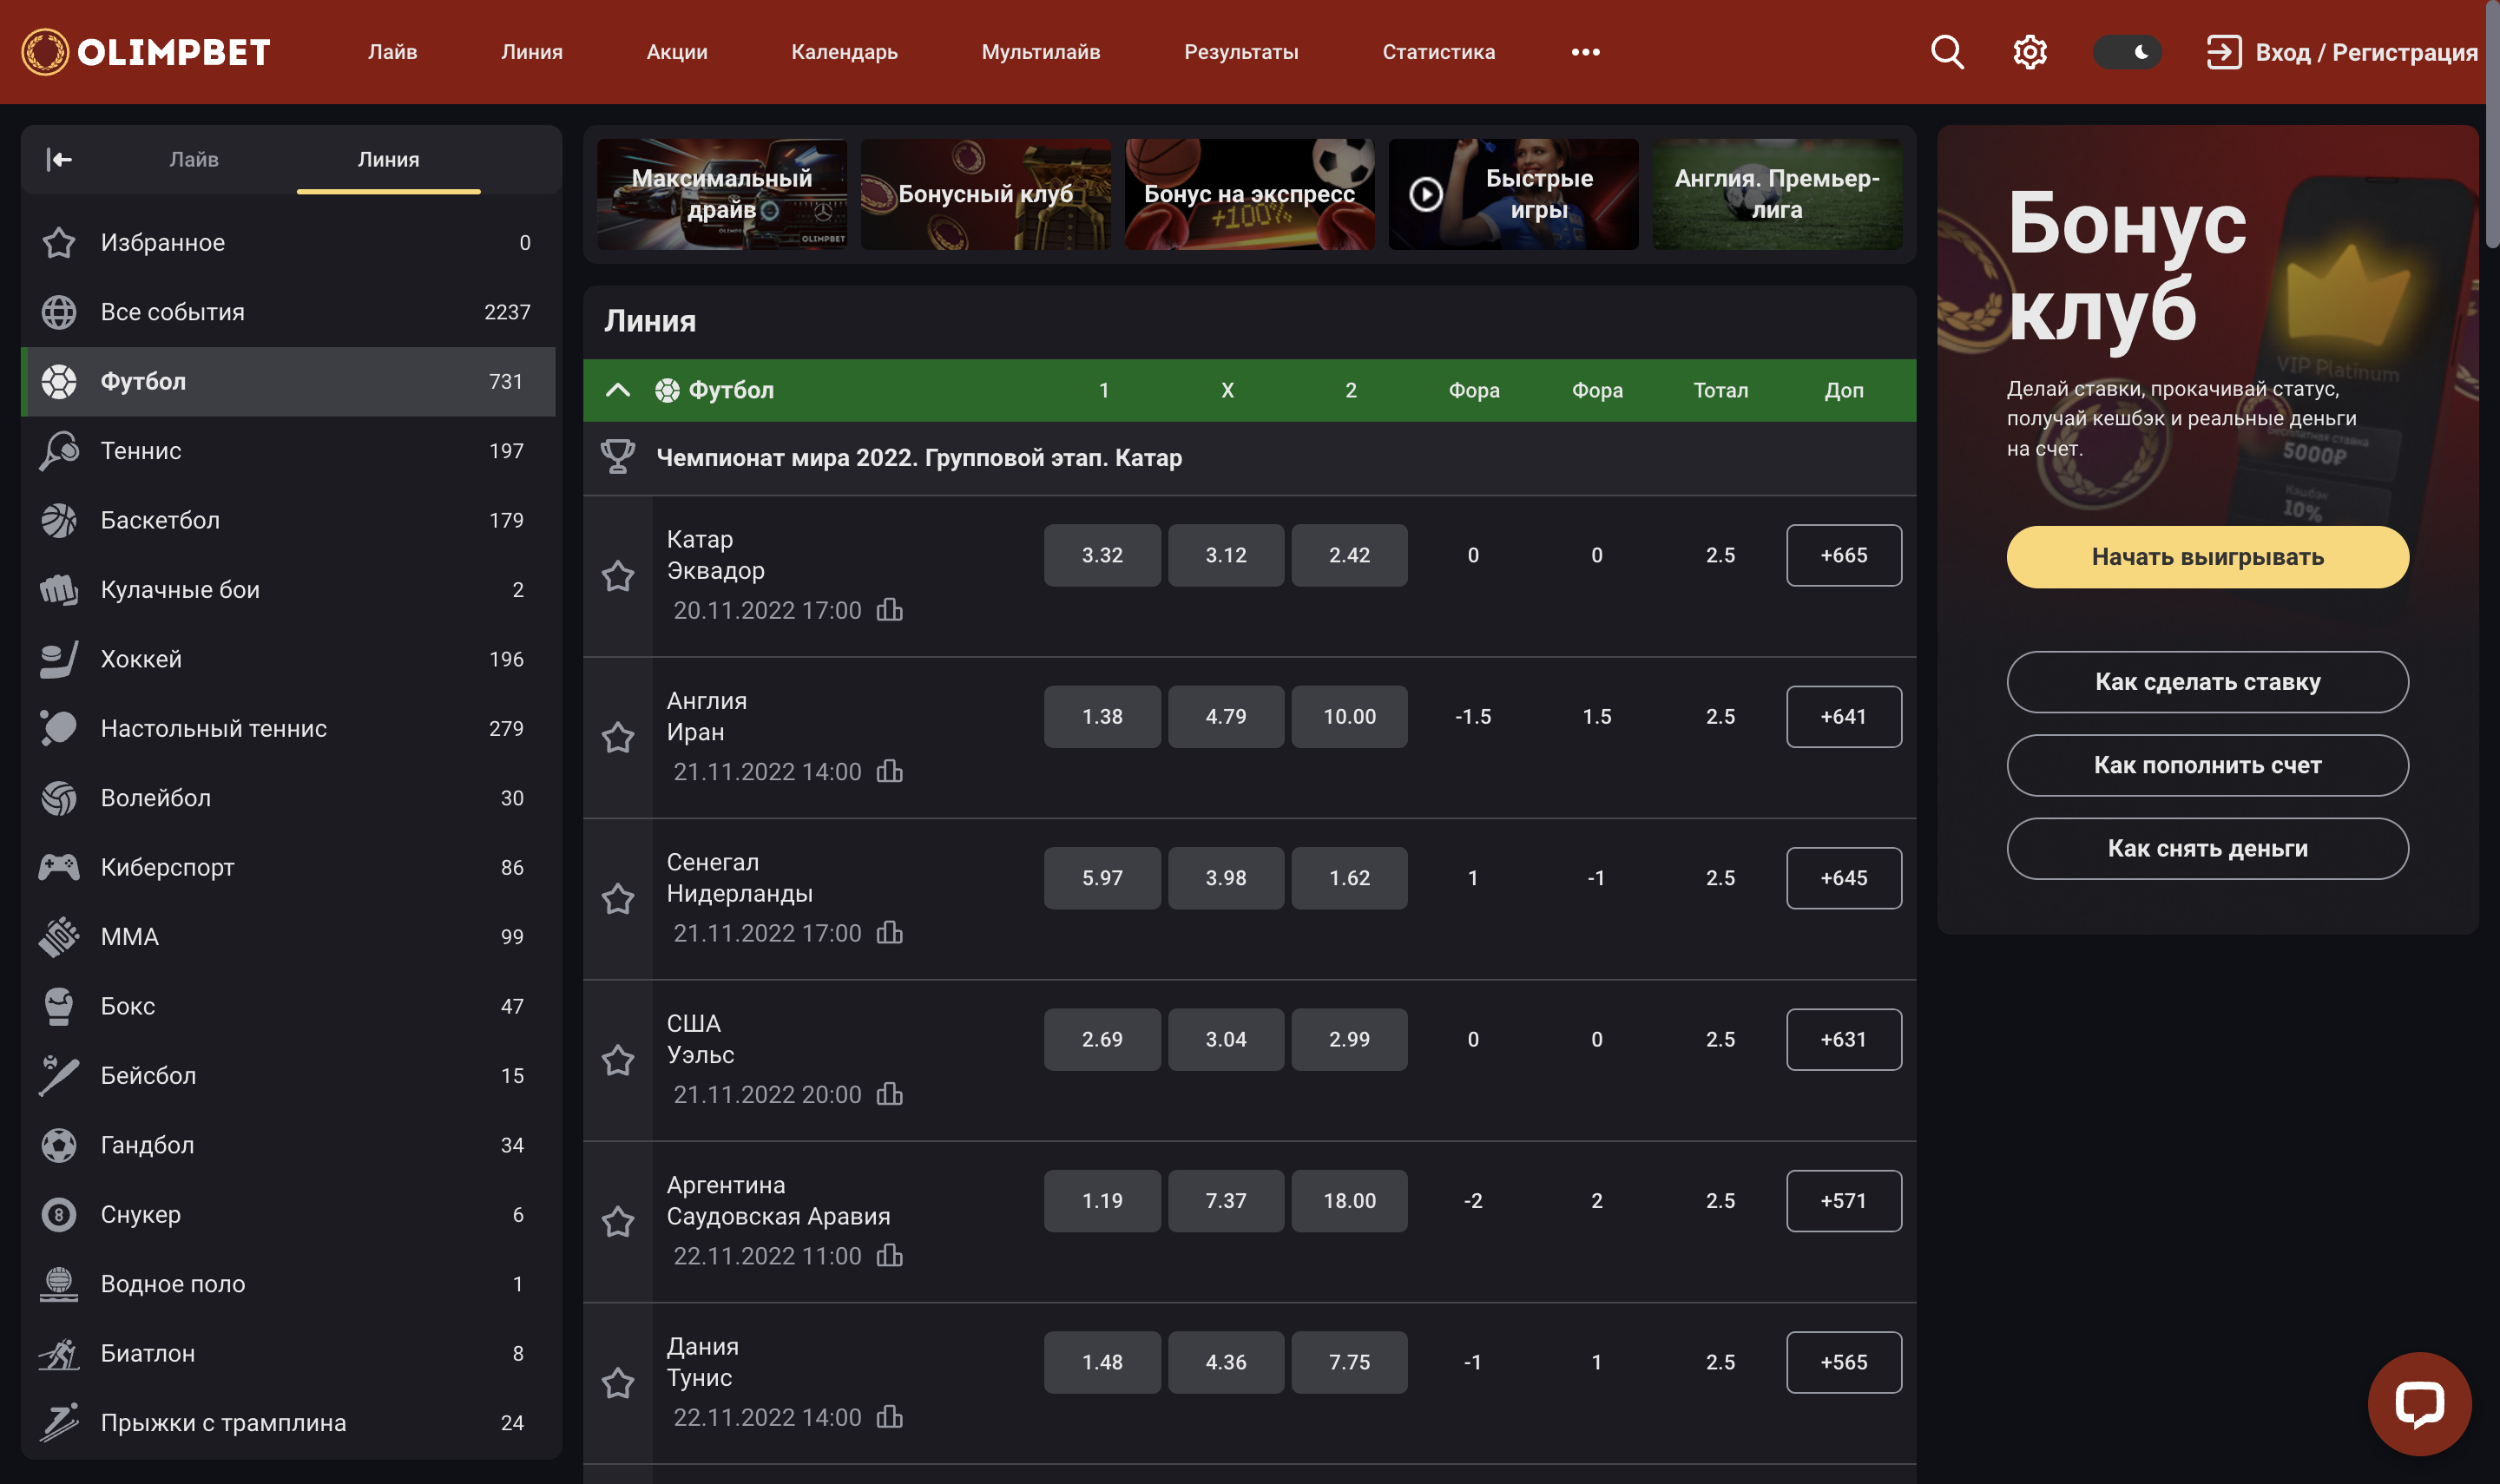 OLIMPBET
Лайв
Линия
Акции
Календарь
Мультилайв
Результаты
Статистика
Вход / Регистрация
Лайв
Линия
Избранное 0
Все события 2237
Футбол 731
Теннис 197
Баскетбол 179
Кулачные бои 2
Хоккей 196
Настольный теннис 279
Волейбол 30
Киберспорт 86
ММА 99
Бокс 47
Бейсбол 15
Гандбол 34
Снукер 6
Водное поло 1
Биатлон 8
Прыжки с трамплина 24
Максимальный
драйв
OLIMPBET
Бонусный клуб
Бонус на экспресс
+100%
Быстрые
игры
Англия. Премьер-
лига
Линия
Футбол 1 X 2 Фора Фора Тотал Доп
Чемпионат мира 2022. Групповой этап. Катар
Катар
Эквадор
20.11.2022 17:00
3.32 3.12 2.42 0 0 2.5 +665
Англия
Иран
21.11.2022 14:00
1.38 4.79 10.00 -1.5 1.5 2.5 +641
Сенегал
Нидерланды
21.11.2022 17:00
5.97 3.98 1.62 1 -1 2.5 +645
США
Уэльс
21.11.2022 20:00
2.69 3.04 2.99 0 0 2.5 +631
Аргентина
Саудовская Аравия
22.11.2022 11:00
1.19 7.37 18.00 -2 2 2.5 +571
Дания
Тунис
22.11.2022 14:00
1.48 4.36 7.75 -1 1 2.5 +565
Бонус
клуб
VIP Platinum
Делай ставки, прокачивай статус,
получай кешбэк и реальные деньги
на счет.
Бесплатная ставка
5000₽
Кэшбэк
10%
Начать выигрывать
Как сделать ставку
Как пополнить счет
Как снять деньги